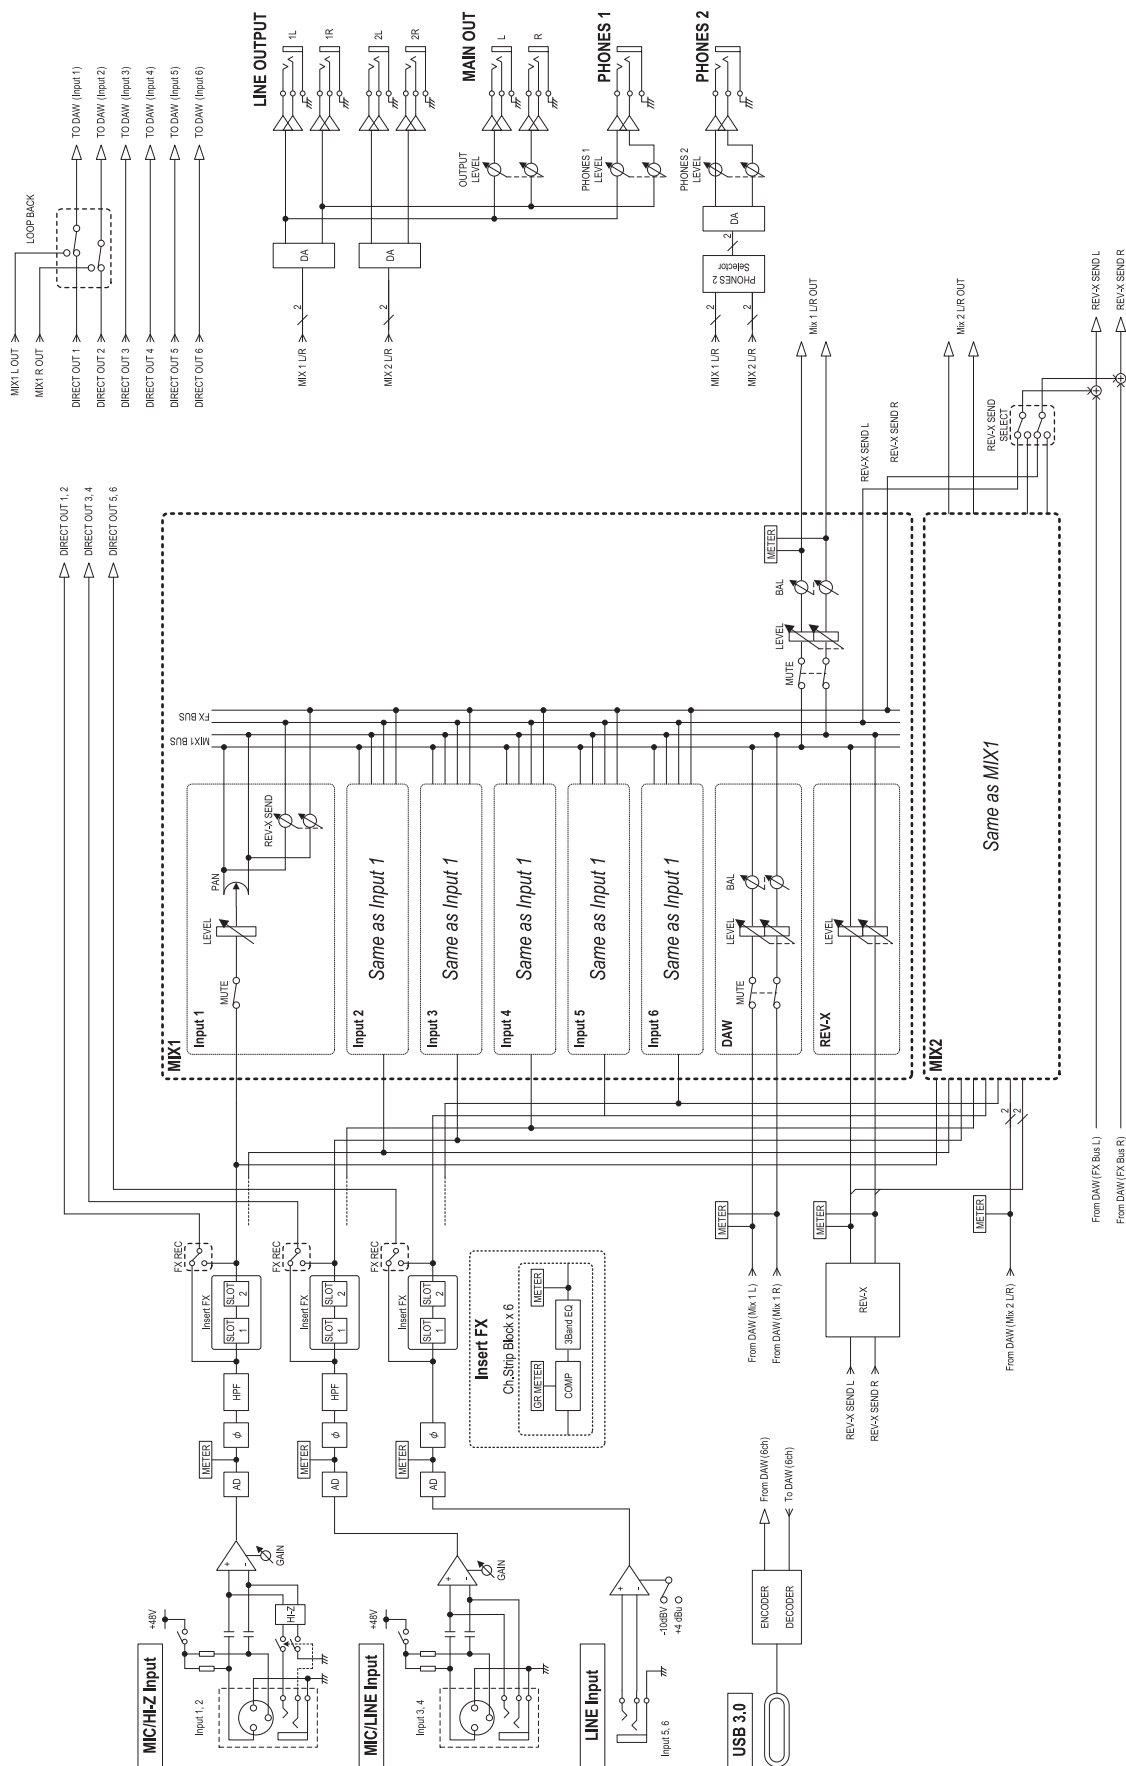 MIC/HI-Z Input
Input 1, 2
+48V
HI-Z
GAIN
AD
METER
ϕ
HPF
Insert FX
SLOT 1
SLOT 2
FX REC
MIC/LINE Input
Input 3, 4
+48V
GAIN
AD
METER
ϕ
HPF
Insert FX
SLOT 1
SLOT 2
FX REC
LINE Input
Input 5, 6
-10dBV
+4 dBu
AD
METER
ϕ
Insert FX
SLOT 1
SLOT 2
FX REC
Insert FX
Ch.Strip Block x 6
GR METER
COMP
3Band EQ
METER
USB 3.0
ENCODER
DECODER
From DAW (6ch)
To DAW (6ch)
DIRECT OUT 1, 2
DIRECT OUT 3, 4
DIRECT OUT 5, 6
MIX1
Input 1
MUTE
LEVEL
PAN
REV-X SEND
MIX1 BUS
FX BUS
Input 2
Same as Input 1
Input 3
Same as Input 1
Input 4
Same as Input 1
Input 5
Same as Input 1
Input 6
Same as Input 1
From DAW (Mix 1 L)
From DAW (Mix 1 R)
METER
DAW
MUTE
LEVEL
BAL
REV-X SEND L
REV-X SEND R
REV-X
METER
REV-X
LEVEL
MUTE
LEVEL
BAL
METER
Mix 1 L/R OUT
REV-X SEND L
REV-X SEND R
From DAW (Mix 2 L/R)
METER
2
2
MIX2
Same as MIX1
Mix 2 L/R OUT
REV-X SEND
SELECT
From DAW (FX Bus L)
From DAW (FX Bus R)
REV-X SEND L
REV-X SEND R
MIX1 L OUT
MIX1 R OUT
LOOP BACK
DIRECT OUT 1
TO DAW (Input 1)
DIRECT OUT 2
TO DAW (Input 2)
DIRECT OUT 3
TO DAW (Input 3)
DIRECT OUT 4
TO DAW (Input 4)
DIRECT OUT 5
TO DAW (Input 5)
DIRECT OUT 6
TO DAW (Input 6)
MIX 1 L/R
2
DA
MIX 2 L/R
2
DA
LINE OUTPUT
1L
1R
2L
2R
OUTPUT
LEVEL
MAIN OUT
L
R
PHONES 1
LEVEL
PHONES 1
MIX 1 L/R
2
MIX 2 L/R
2
PHONES 2
Selector
2
DA
PHONES 2
LEVEL
PHONES 2